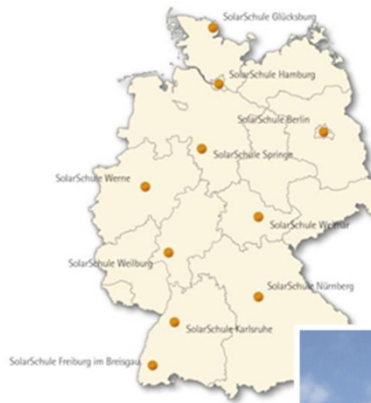 SolarSchule Glücksburg
SolarSchule Hamburg
SolarSchule Berlin
SolarSchule Springe
SolarSchule Werne
SolarSchule Weimar
SolarSchule Weilburg
SolarSchule Nürnberg
SolarSchule Karlsruhe
SolarSchule Freiburg im Breisgau